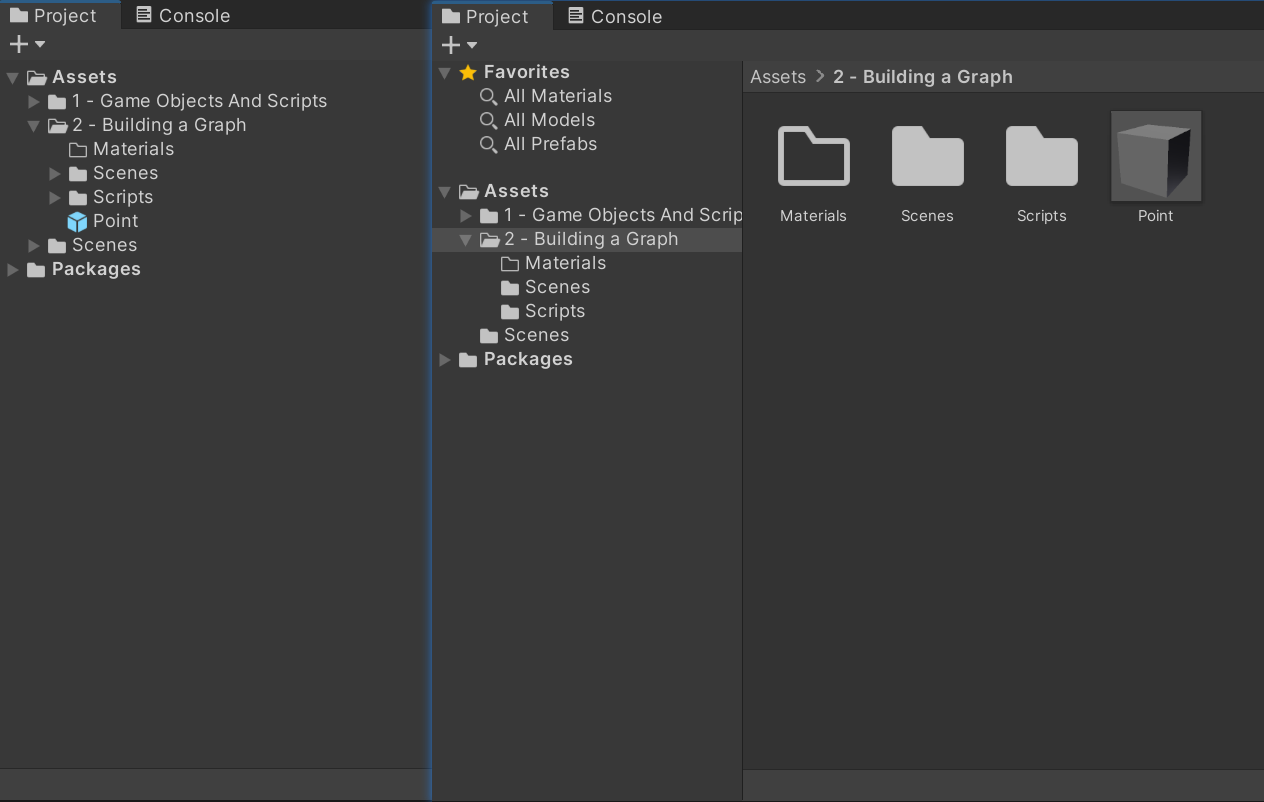 Project
Console
Assets
1 - Game Objects And Scripts
2 - Building a Graph
Materials
Scenes
Scripts
Point
Scenes
Packages
Project
Console
Favorites
All Materials
All Models
All Prefabs
Assets
1 - Game Objects And Scrip
2 - Building a Graph
Materials
Scenes
Scripts
Scenes
Packages
Assets > 2 - Building a Graph
Materials
Scenes
Scripts
Point